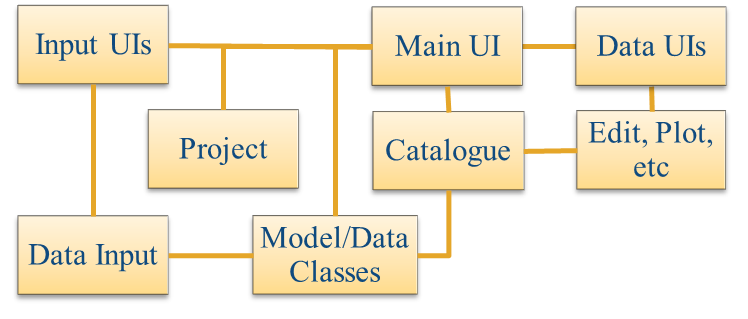 Input UIs
Main UI
Data UIs
Project
Catalogue
Edit, Plot,
etc
Data Input
Model/Data
Classes